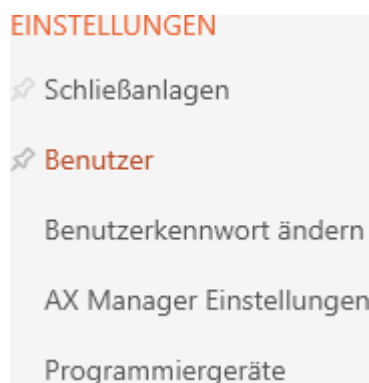 EINSTELLUNGEN
Schließanlagen
Benutzer
Benutzerkennwort ändern
AX Manager Einstellungen
Programmiergeräte